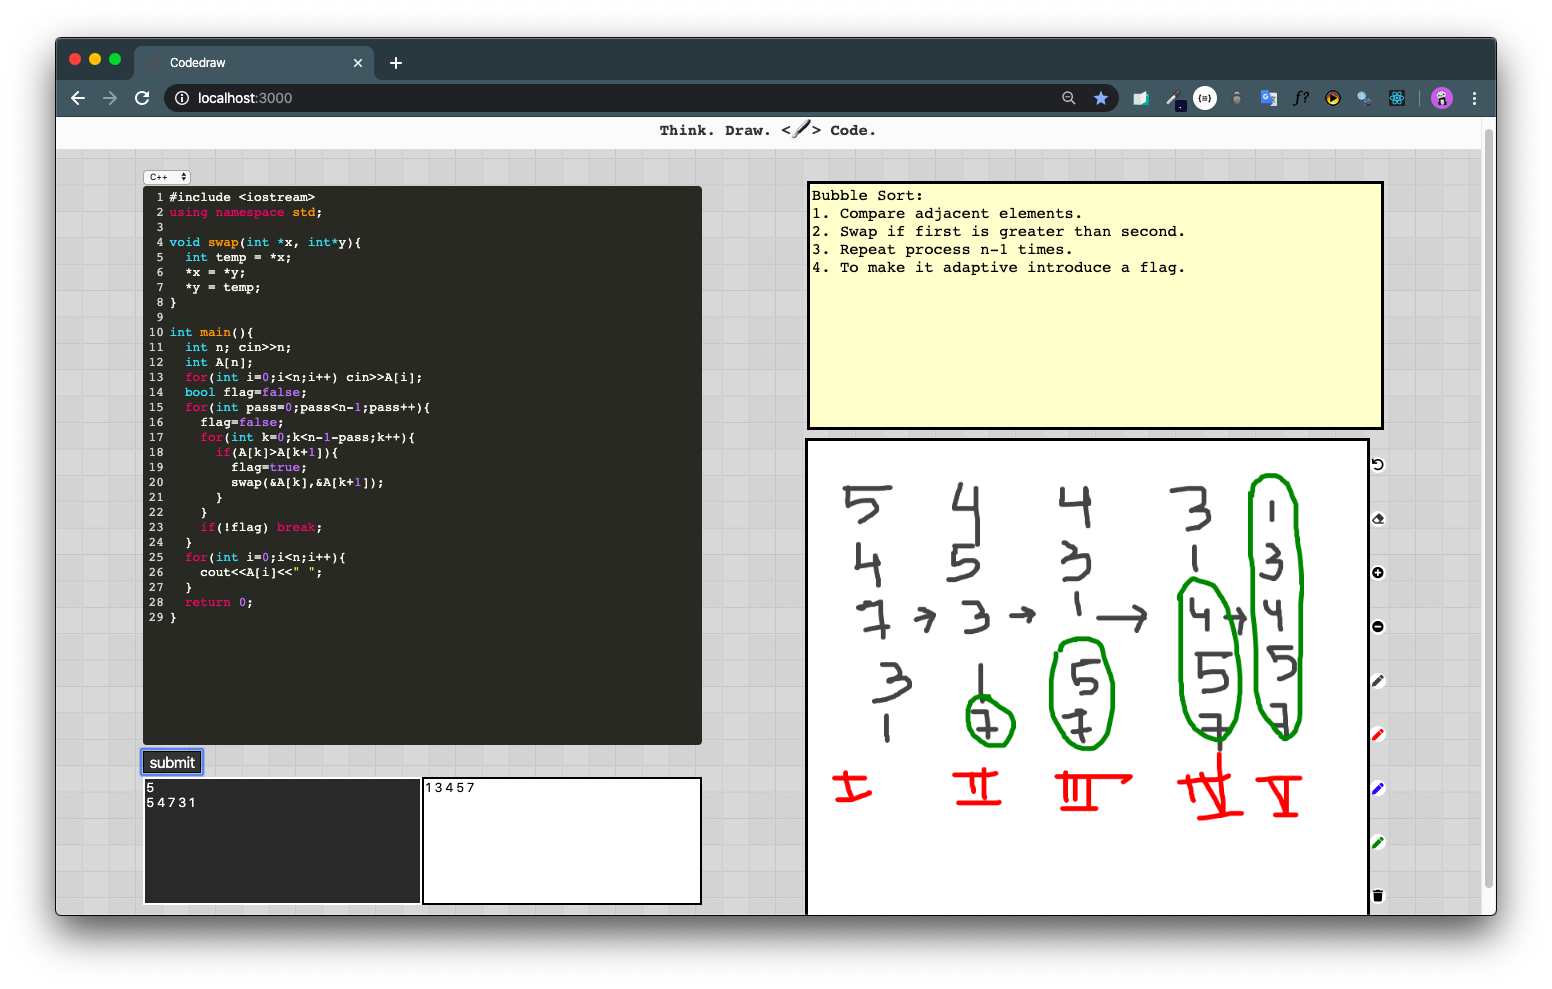 Codedraw
localhost:3000
Think. Draw. < > Code.
C++
1 #include <iostream>
2 using namespace std;
3
4 void swap(int *x, int*y){
5   int temp = *x;
6   *x = *y;
7   *y = temp;
8 }
9
10 int main(){
11   int n; cin>>n;
12   int A[n];
13   for(int i=0;i<n;i++) cin>>A[i];
14   bool flag=false;
15   for(int pass=0;pass<n-1;pass++){
16     flag=false;
17     for(int k=0;k<n-1-pass;k++){
18       if(A[k]>A[k+1]){
19         flag=true;
20         swap(&A[k],&A[k+1]);
21       }
22     }
23     if(!flag) break;
24   }
25   for(int i=0;i<n;i++){
26     cout<<A[i]<<" ";
27   }
28   return 0;
29 }
submit
5
5 4 7 3 1
1 3 4 5 7
Bubble Sort:
1. Compare adjacent elements.
2. Swap if first is greater than second.
3. Repeat process n-1 times.
4. To make it adaptive introduce a flag.
5 4 4 3 1
4 5 3 1 3
7 → 3 → 1 → 4 → 4
3 1 5 5 5
1 7 7 7 7
I II III IV V